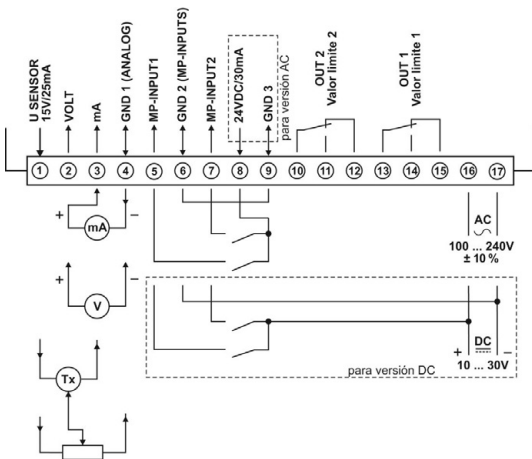 U SENSOR
15V/25mA
VOLT
mA
GND 1 (ANALOG)
MP-INPUT1
GND 2 (MP-INPUTS)
MP-INPUT2
24VDC/30mA
GND 3
para versión AC
OUT 2
Valor limite 2
OUT 1
Valor limite 1
1 2 3 4 5 6 7 8 9 10 11 12 13 14 15 16 17
+ mA −
AC
100 ... 240V
± 10 %
+ V −
Tx
DC
+ −
10 ... 30V
para versión DC